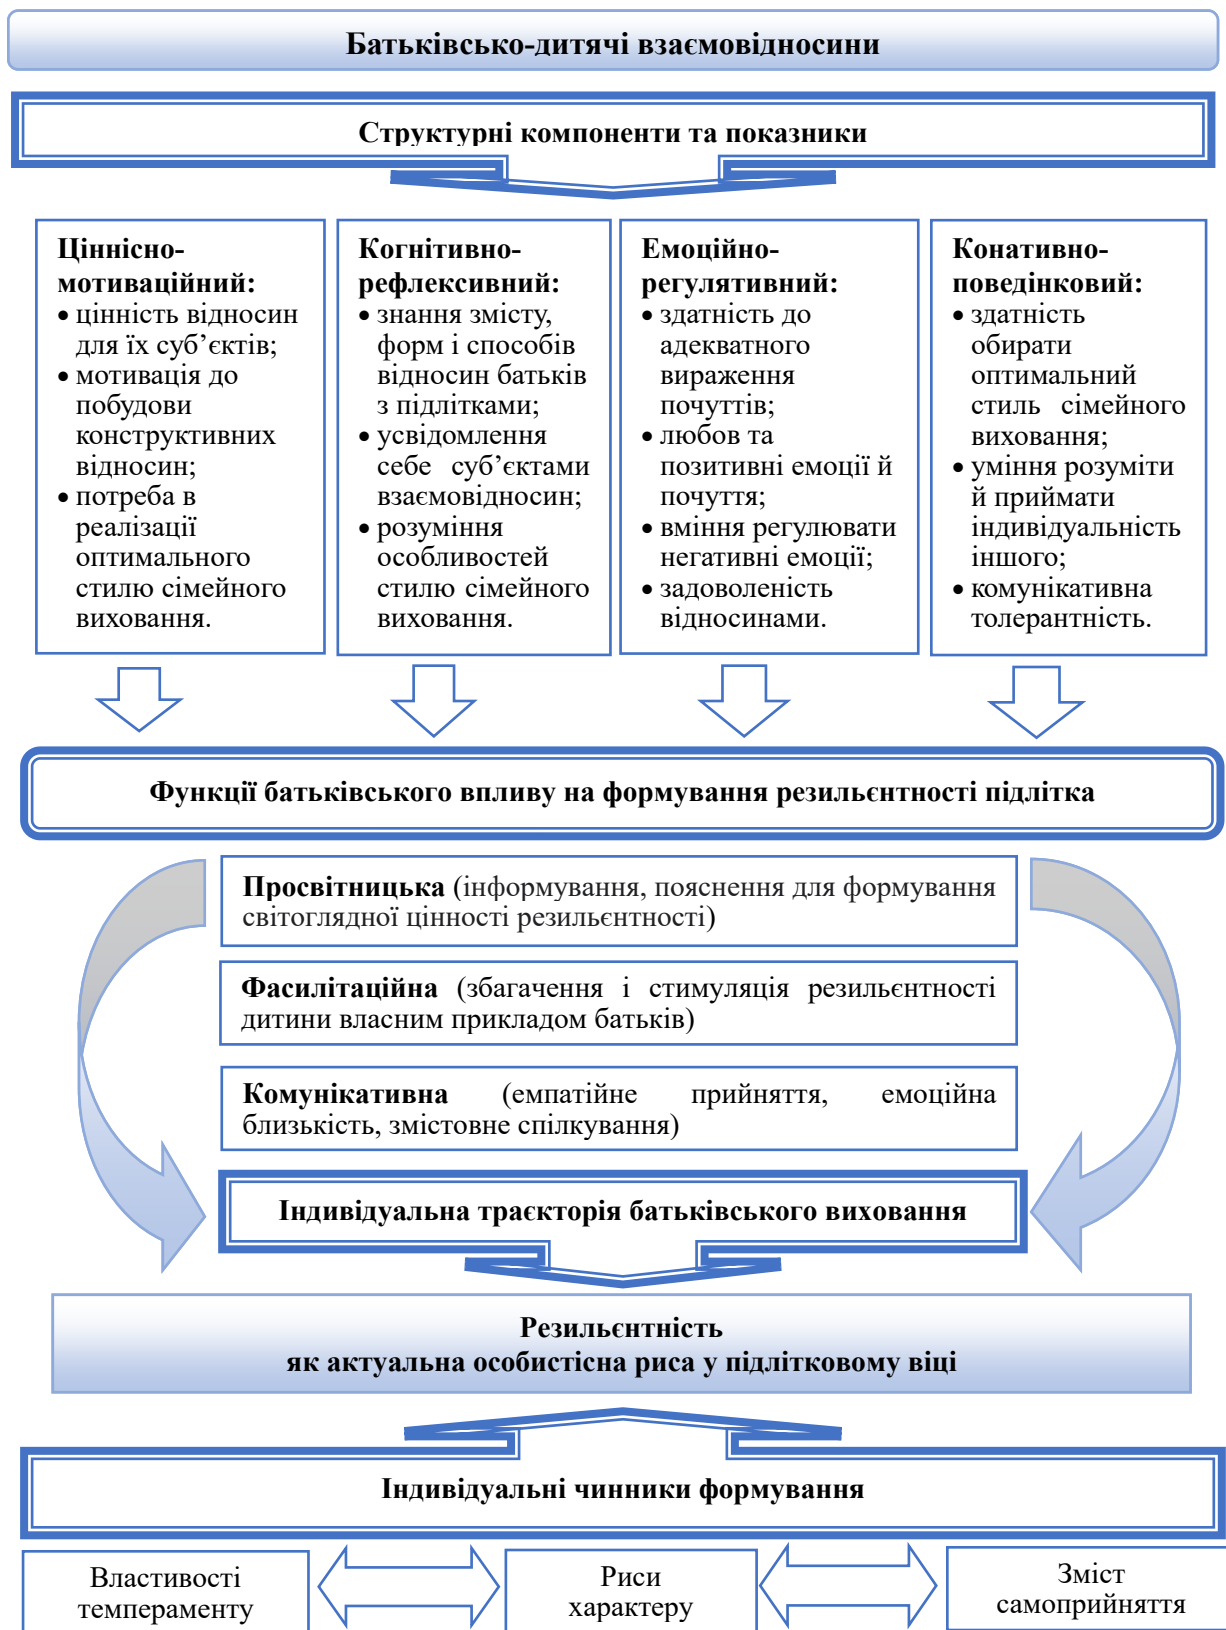 Батьківсько-дитячі взаємовідносини
Структурні компоненти та показники
Ціннісно-
мотиваційний:
• цінність відносин
для їх суб’єктів;
• мотивація до
побудови
конструктивних
відносин;
• потреба в
реалізації
оптимального
стилю сімейного
виховання.
Когнітивно-
рефлексивний:
• знання змісту,
форм і способів
відносин батьків
з підлітками;
• усвідомлення
себе суб’єктами
взаємовідносин;
• розуміння
особливостей
стилю сімейного
виховання.
Емоційно-
регулятивний:
• здатність до
адекватного
вираження
почуттів;
• любов та
позитивні емоції й
почуття;
• вміння регулювати
негативні емоції;
• задоволеність
відносинами.
Конативно-
поведінковий:
• здатність
обирати
оптимальний
стиль сімейного
виховання;
• уміння розуміти
й приймати
індивідуальність
іншого;
• комунікативна
толерантність.
Функції батьківського впливу на формування резильєнтності підлітка
Просвітницька (інформування, пояснення для формування
світоглядної цінності резильєнтності)
Фасилітаційна (збагачення і стимуляція резильєнтності
дитини власним прикладом батьків)
Комунікативна (емпатійне прийняття, емоційна
близькість, змістовне спілкування)
Індивідуальна траєкторія батьківського виховання
Резильєнтність
як актуальна особистісна риса у підлітковому віці
Індивідуальні чинники формування
Властивості
темпераменту
Риси
характеру
Зміст
самоприйняття